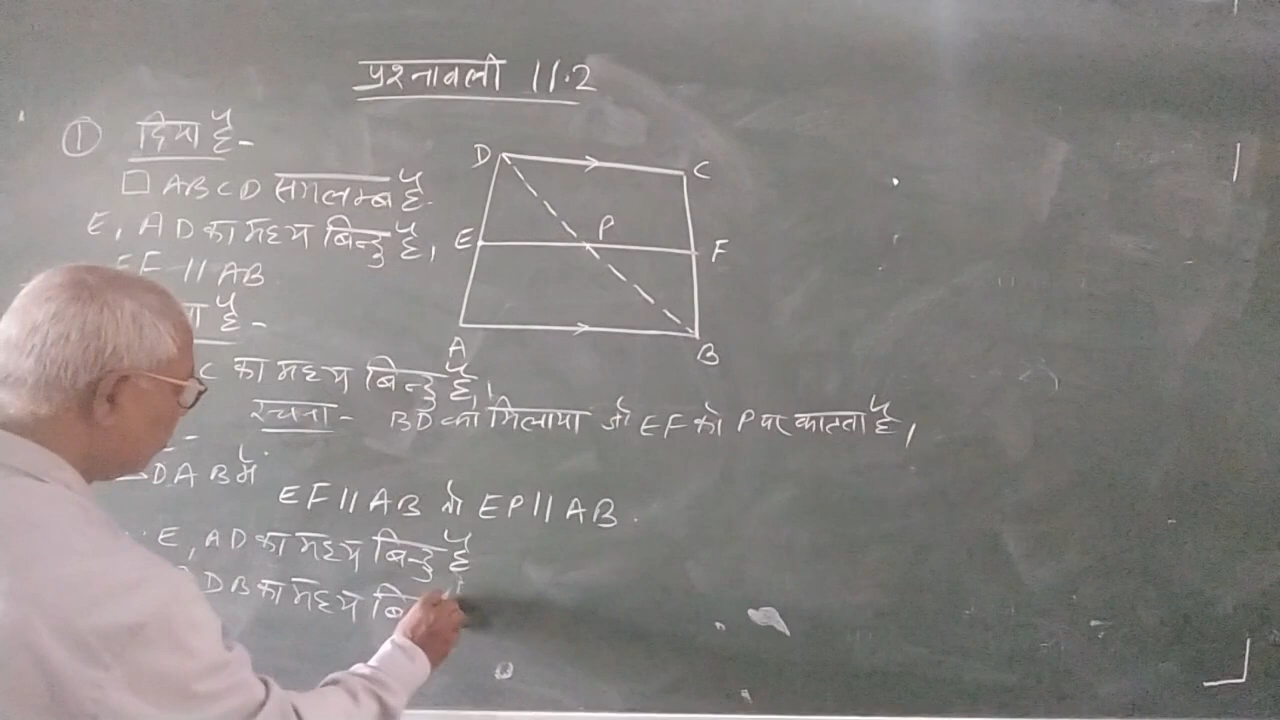 प्रश्नावली 11.2
① दिया है-
□ ABCD समलम्ब है.
E, AD का मध्य बिन्दु है,
EF || AB
है-
C का मध्य बिन्दु है,
रचना- BD को मिलाया जो EF को P पर काटता है,
DAB में
EF || AB तो EP || AB.
E, AD का मध्य बिन्दु है
DB का मध्य
D C
E P F
A B